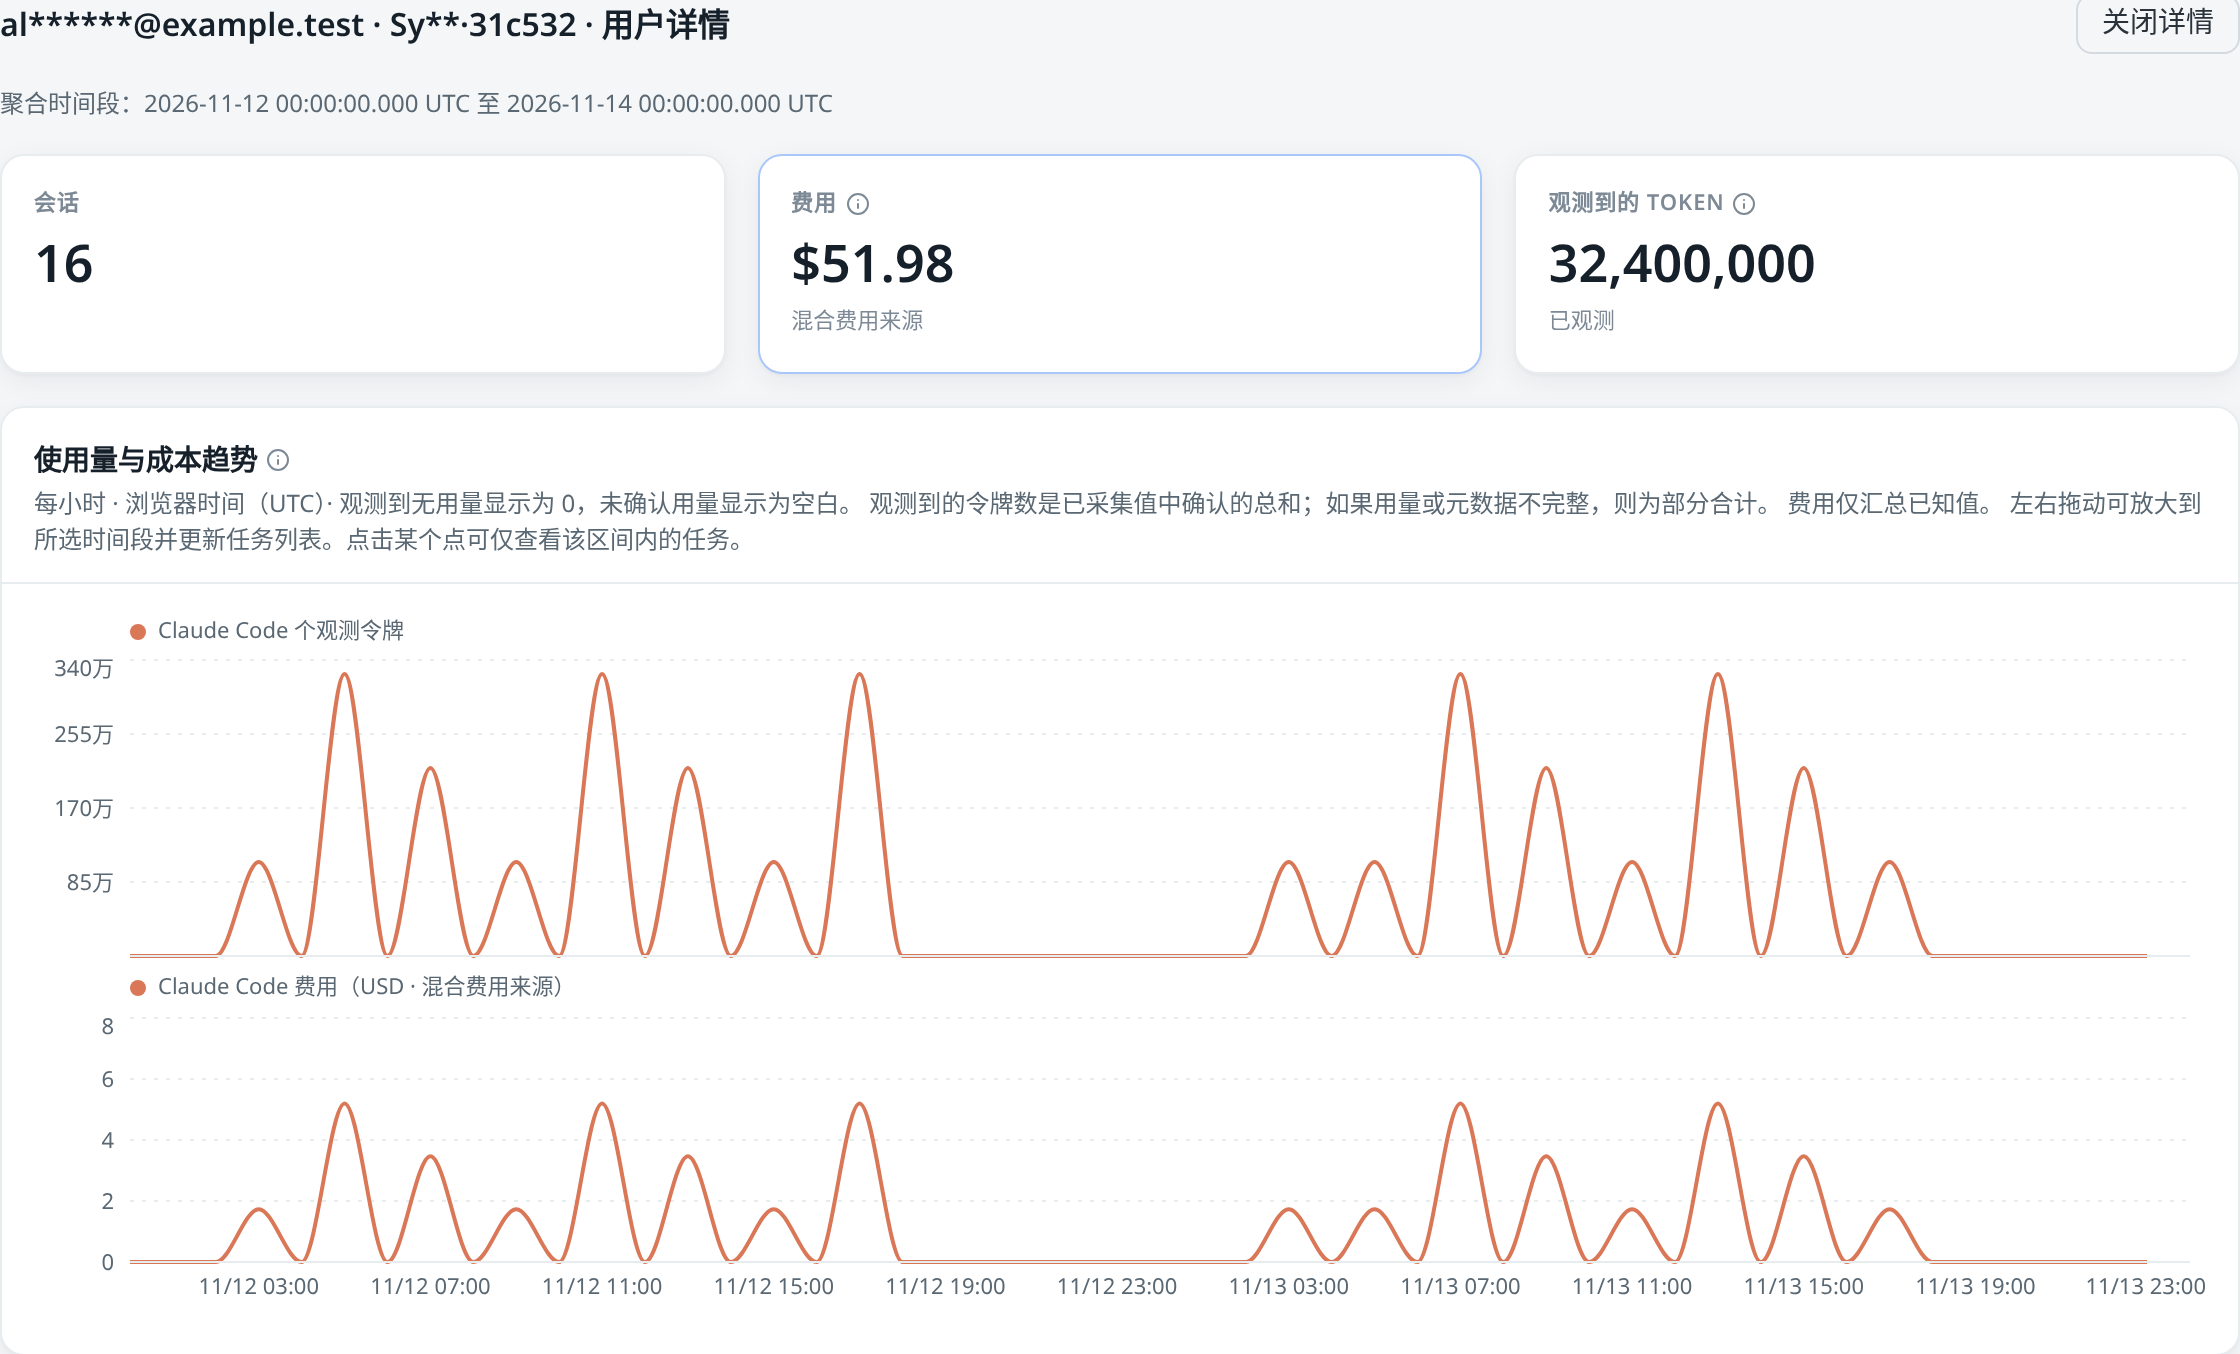 al******@example.test · Sy**·31c532 · 用户详情
关闭详情
聚合时间段：2026-11-12 00:00:00.000 UTC 至 2026-11-14 00:00:00.000 UTC
会话
16
费用
$51.98
混合费用来源
观测到的 TOKEN
32,400,000
已观测
使用量与成本趋势
每小时 · 浏览器时间（UTC）· 观测到无用量显示为 0，未确认用量显示为空白。 观测到的令牌数是已采集值中确认的总和；如果用量或元数据不完整，则为部分合计。 费用仅汇总已知值。 左右拖动可放大到
所选时间段并更新任务列表。点击某个点可仅查看该区间内的任务。
Claude Code 个观测令牌
340万
255万
170万
85万
Claude Code 费用（USD · 混合费用来源）
8
6
4
2
0
11/12 03:00 11/12 07:00 11/12 11:00 11/12 15:00 11/12 19:00 11/12 23:00 11/13 03:00 11/13 07:00 11/13 11:00 11/13 15:00 11/13 19:00 11/13 23:00